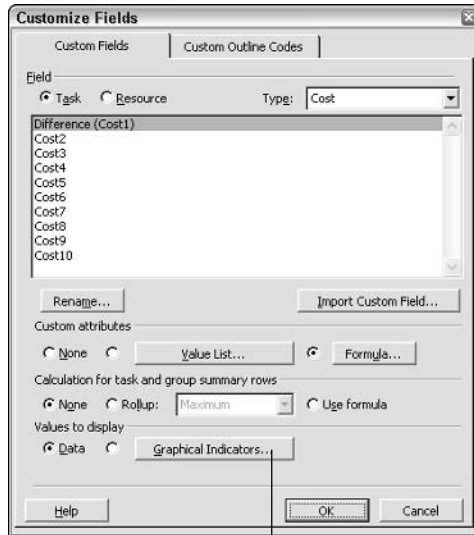 Customize Fields
Custom Fields Custom Outline Codes
Field
Task Resource Type: Cost
Difference (Cost1)
Cost2
Cost3
Cost4
Cost5
Cost6
Cost7
Cost8
Cost9
Cost10
Rename... Import Custom Field...
Custom attributes
None Value List... Formula...
Calculation for task and group summary rows
None Rollup: Maximum Use formula
Values to display
Data Graphical Indicators...
Help OK Cancel